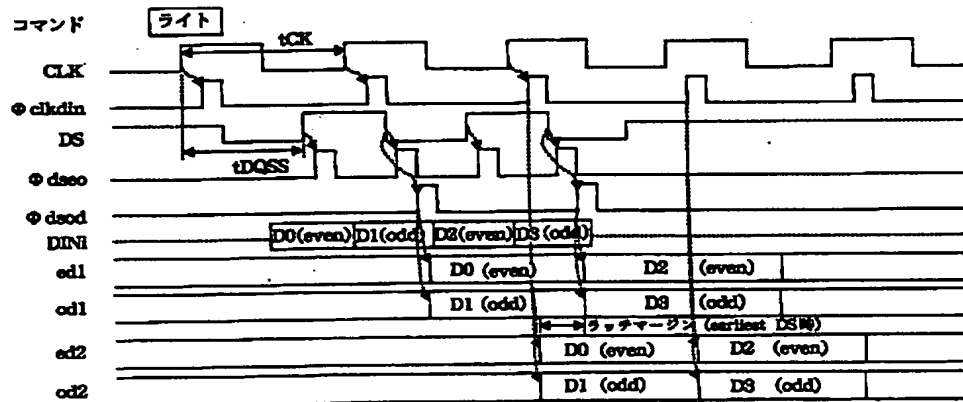 コマンド ライト
tCK
CLK
Φclkdin
DS
tDQSS
Φdseo
Φdsod
DINi D0(even) D1(odd) D2(even) D3(odd)
ed1 D0 (even) D2 (even)
od1 D1 (odd) D3 (odd)
ラッチマージン (earliest DS時)
ed2 D0 (even) D2 (even)
od2 D1 (odd) D3 (odd)